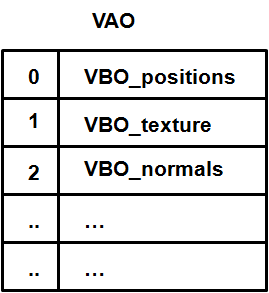 VAO
0 VBO_positions
1 VBO_texture
2 VBO_normals
.. ...
.. ...